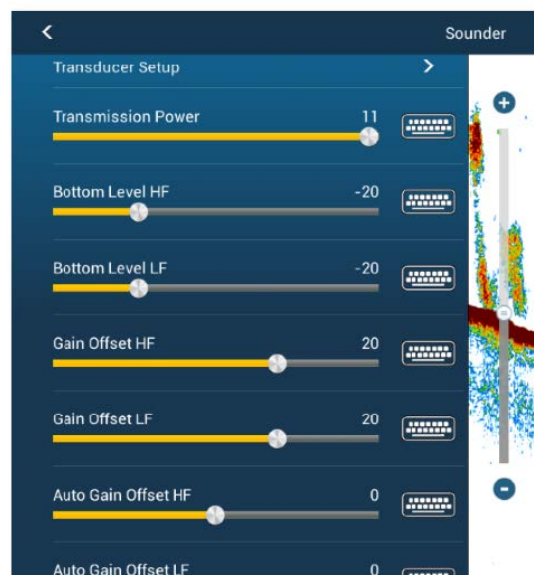 Sounder
Transducer Setup
Transmission Power 11
Bottom Level HF -20
Bottom Level LF -20
Gain Offset HF 20
Gain Offset LF 20
Auto Gain Offset HF 0
Auto Gain Offset LF 0